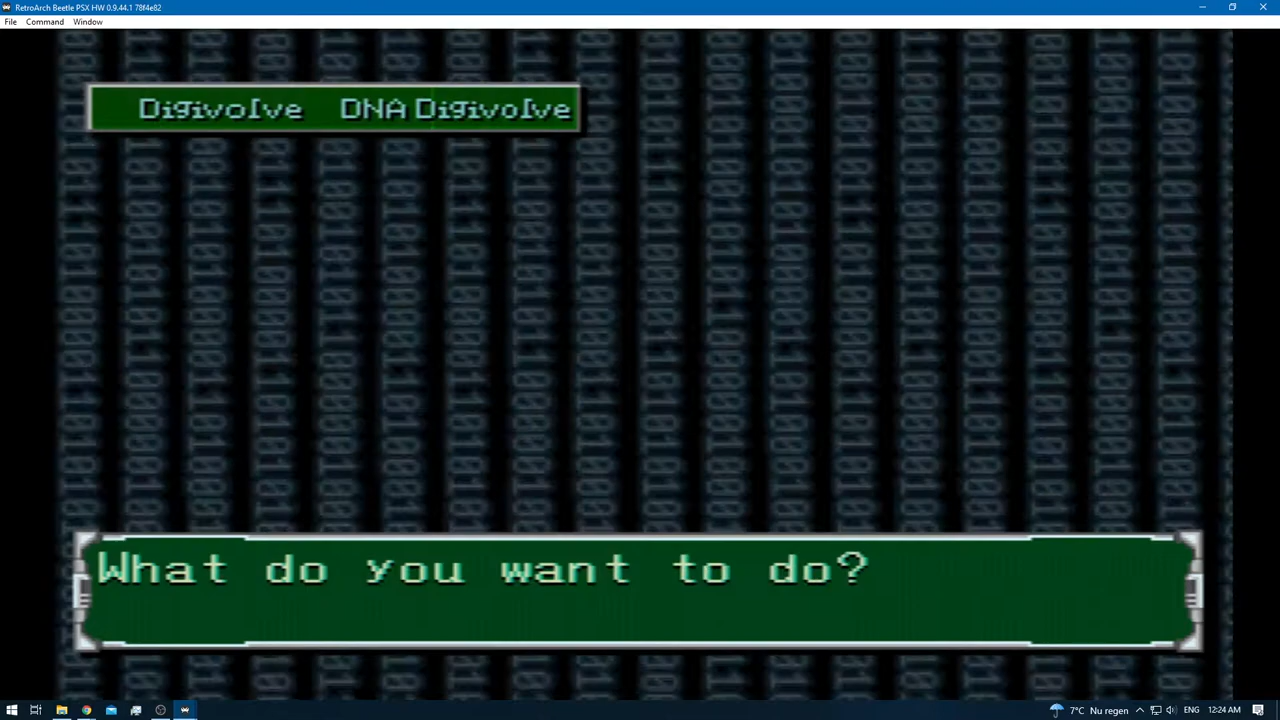 RetroArch Beetle PSX HW 0.9.44.1 78f4e82
File Command Window
Digivolve DNA Digivolve
What do you want to do?
7°C Nu regen ENG 12:24 AM